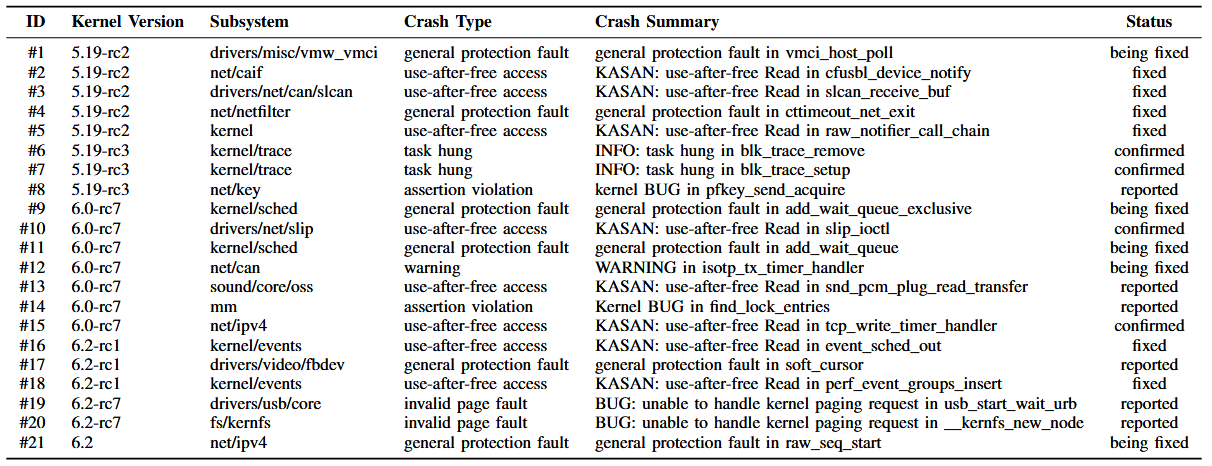 ID Kernel Version Subsystem Crash Type Crash Summary Status
#1 5.19-rc2 drivers/misc/vmw_vmci general protection fault general protection fault in vmci_host_poll being fixed
#2 5.19-rc2 net/caif use-after-free access KASAN: use-after-free Read in cfusbl_device_notify fixed
#3 5.19-rc2 drivers/net/can/slcan use-after-free access KASAN: use-after-free Read in slcan_receive_buf fixed
#4 5.19-rc2 net/netfilter general protection fault general protection fault in cttimeout_net_exit fixed
#5 5.19-rc2 kernel use-after-free access KASAN: use-after-free Read in raw_notifier_call_chain fixed
#6 5.19-rc3 kernel/trace task hung INFO: task hung in blk_trace_remove confirmed
#7 5.19-rc3 kernel/trace task hung INFO: task hung in blk_trace_setup confirmed
#8 5.19-rc3 net/key assertion violation kernel BUG in pfkey_send_acquire reported
#9 6.0-rc7 kernel/sched general protection fault general protection fault in add_wait_queue_exclusive being fixed
#10 6.0-rc7 drivers/net/slip use-after-free access KASAN: use-after-free Read in slip_ioctl confirmed
#11 6.0-rc7 kernel/sched general protection fault general protection fault in add_wait_queue being fixed
#12 6.0-rc7 net/can warning WARNING in isotp_tx_timer_handler being fixed
#13 6.0-rc7 sound/core/oss use-after-free access KASAN: use-after-free Read in snd_pcm_plug_read_transfer reported
#14 6.0-rc7 mm assertion violation Kernel BUG in find_lock_entries reported
#15 6.0-rc7 net/ipv4 use-after-free access KASAN: use-after-free Read in tcp_write_timer_handler confirmed
#16 6.2-rc1 kernel/events use-after-free access KASAN: use-after-free Read in event_sched_out fixed
#17 6.2-rc1 drivers/video/fbdev general protection fault general protection fault in soft_cursor reported
#18 6.2-rc1 kernel/events use-after-free access KASAN: use-after-free Read in perf_event_groups_insert fixed
#19 6.2-rc7 drivers/usb/core invalid page fault BUG: unable to handle kernel paging request in usb_start_wait_urb reported
#20 6.2-rc7 fs/kernfs invalid page fault BUG: unable to handle kernel paging request in __kernfs_new_node reported
#21 6.2 net/ipv4 general protection fault general protection fault in raw_seq_start being fixed